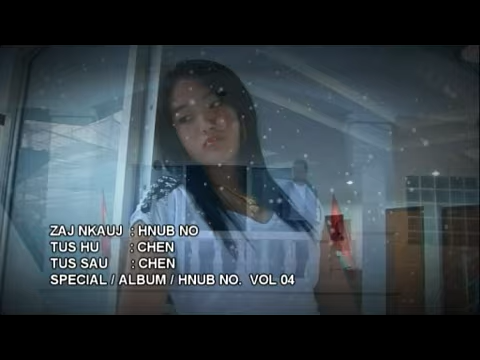 ZAJ NKAUJ : HNUB NO
TUS HU : CHEN
TUS SAU : CHEN
SPECIAL / ALBUM / HNUB NO. VOL 04